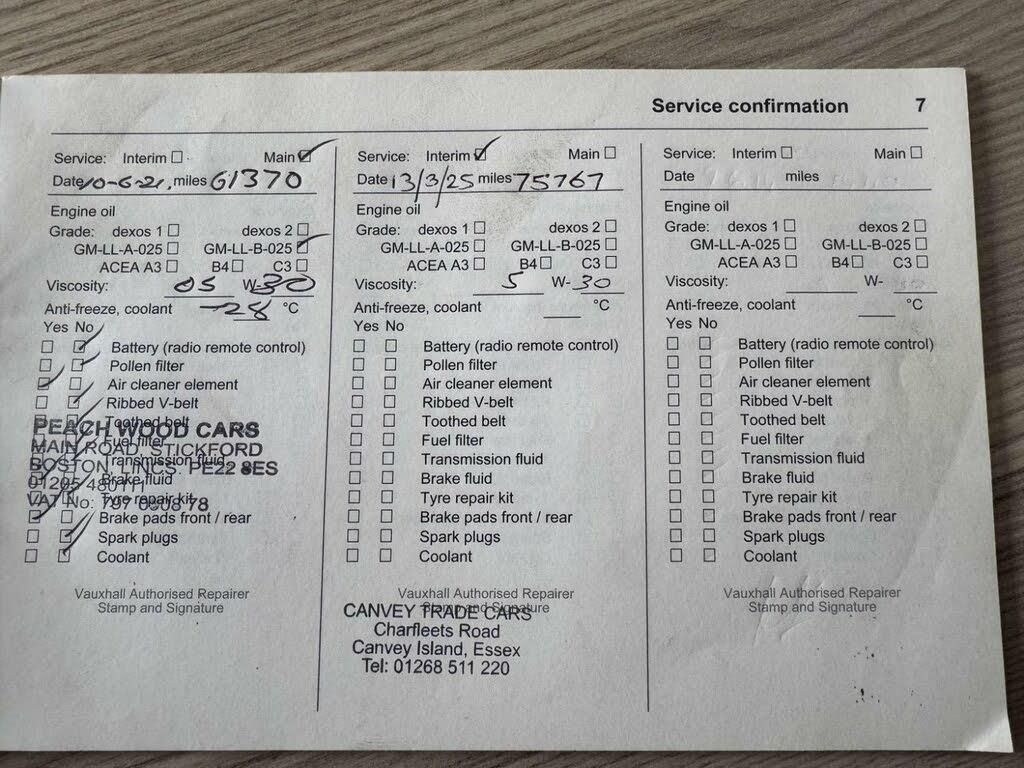 Service confirmation 7
Service: Interim Main
Date 10-6-21, miles 61370
Engine oil
Grade: dexos 1 dexos 2
GM-LL-A-025 GM-LL-B-025
ACEA A3 B4 C3
Viscosity: 05 W-30
Anti-freeze, coolant -28 °C
Yes No
Battery (radio remote control)
Pollen filter
Air cleaner element
Ribbed V-belt
Toothed belt
Fuel filter
Transmission fluid
Brake fluid
Tyre repair kit
Brake pads front / rear
Spark plugs
Coolant
PEACH WOOD CARS
MAIN ROAD, STICKFORD
BOSTON, LINCS. PE22 8ES
01205 480111
VAT No: 797 0608 78
Vauxhall Authorised Repairer
Stamp and Signature
Service: Interim Main
Date 13/3/25 miles 75767
Engine oil
Grade: dexos 1 dexos 2
GM-LL-A-025 GM-LL-B-025
ACEA A3 B4 C3
Viscosity: 5 W-30
Anti-freeze, coolant °C
Yes No
Battery (radio remote control)
Pollen filter
Air cleaner element
Ribbed V-belt
Toothed belt
Fuel filter
Transmission fluid
Brake fluid
Tyre repair kit
Brake pads front / rear
Spark plugs
Coolant
Vauxhall Authorised Repairer
Stamp and Signature
CANVEY TRADE CARS
Charfleets Road
Canvey Island, Essex
Tel: 01268 511 220
Service: Interim Main
Date miles
Engine oil
Grade: dexos 1 dexos 2
GM-LL-A-025 GM-LL-B-025
ACEA A3 B4 C3
Viscosity: W-
Anti-freeze, coolant °C
Yes No
Battery (radio remote control)
Pollen filter
Air cleaner element
Ribbed V-belt
Toothed belt
Fuel filter
Transmission fluid
Brake fluid
Tyre repair kit
Brake pads front / rear
Spark plugs
Coolant
Vauxhall Authorised Repairer
Stamp and Signature